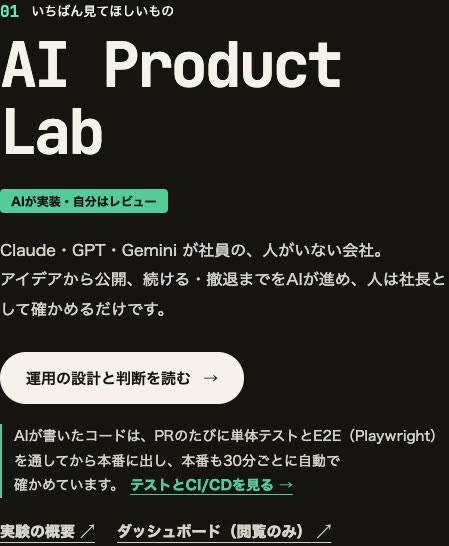 01 いちばん見てほしいもの
AI Product
Lab
AIが実装・自分はレビュー
Claude・GPT・Gemini が社員の、人がいない会社。
アイデアから公開、続ける・撤退までをAIが進め、人は社長と
して確かめるだけです。
運用の設計と判断を読む →
AIが書いたコードは、PRのたびに単体テストとE2E（Playwright）
を通してから本番に出し、本番も30分ごとに自動で
確かめています。 テストとCI/CDを見る →
実験の概要 ↗ ダッシュボード（閲覧のみ） ↗